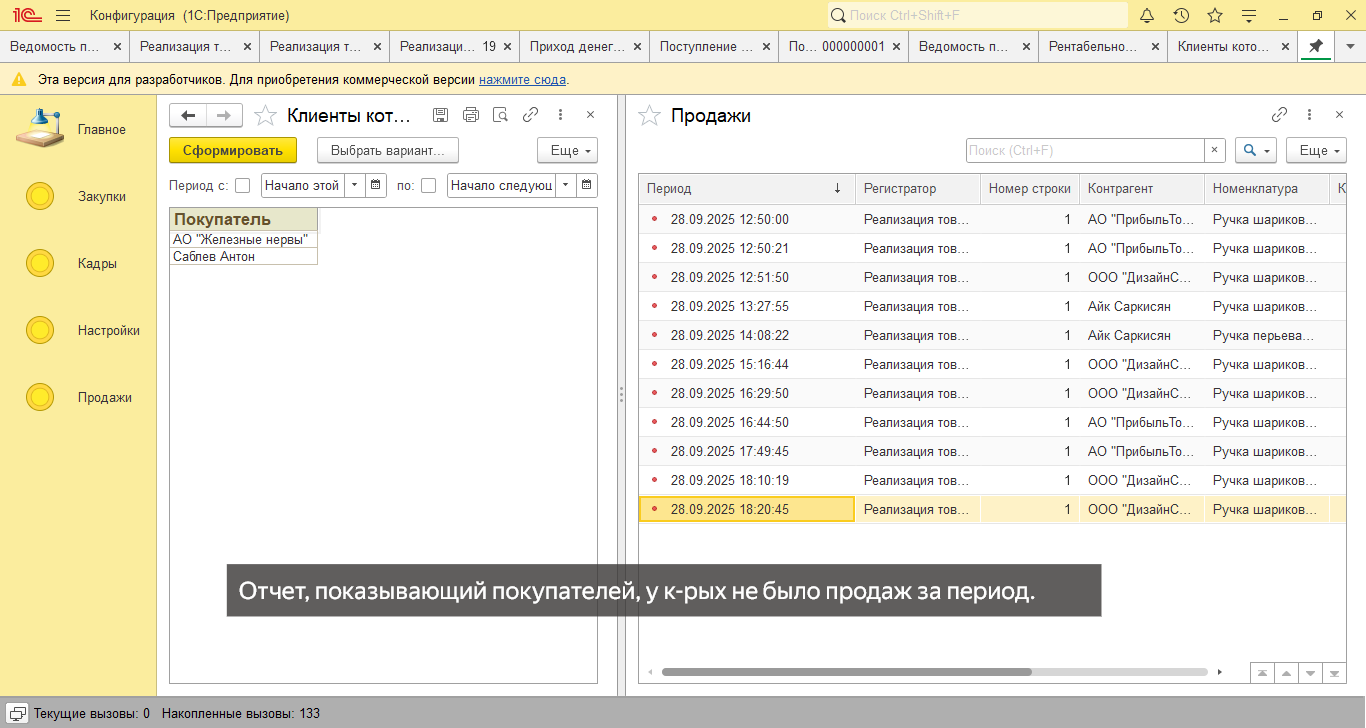 1С Конфигурация (1С:Предприятие) Поиск Ctrl+Shift+F
Ведомость п... Реализация т... Реализация т... Реализаци... 19 Приход денег... Поступление ... По... 000000001 Ведомость п... Рентабельно... Клиенты кото...
Эта версия для разработчиков. Для приобретения коммерческой версии нажмите сюда.
Главное
Закупки
Кадры
Настройки
Продажи
Клиенты кот...
Сформировать Выбрать вариант... Еще
Период с: Начало этой по: Начало следующ
Покупатель
АО "Железные нервы"
Саблев Антон
Продажи
Поиск (Ctrl+F) Еще
Период Регистратор Номер строки Контрагент Номенклатура К
28.09.2025 12:50:00 Реализация тов... 1 АО "ПрибыльТо... Ручка шариков...
28.09.2025 12:50:21 Реализация тов... 1 АО "ПрибыльТо... Ручка шариков...
28.09.2025 12:51:50 Реализация тов... 1 ООО "ДизайнС... Ручка шариков...
28.09.2025 13:27:55 Реализация тов... 1 Айк Саркисян Ручка шариков...
28.09.2025 14:08:22 Реализация тов... 1 Айк Саркисян Ручка перьева...
28.09.2025 15:16:44 Реализация тов... 1 ООО "ДизайнС... Ручка шариков...
28.09.2025 16:29:50 Реализация тов... 1 ООО "ДизайнС... Ручка шариков...
28.09.2025 16:44:50 Реализация тов... 1 АО "ПрибыльТо... Ручка шариков...
28.09.2025 17:49:45 Реализация тов... 1 АО "ПрибыльТо... Ручка шариков...
28.09.2025 18:10:19 Реализация тов... 1 ООО "ДизайнС... Ручка шариков...
28.09.2025 18:20:45 Реализация тов... 1 ООО "ДизайнС... Ручка шариков...
Отчет, показывающий покупателей, у к-рых не было продаж за период.
Текущие вызовы: 0 Накопленные вызовы: 133